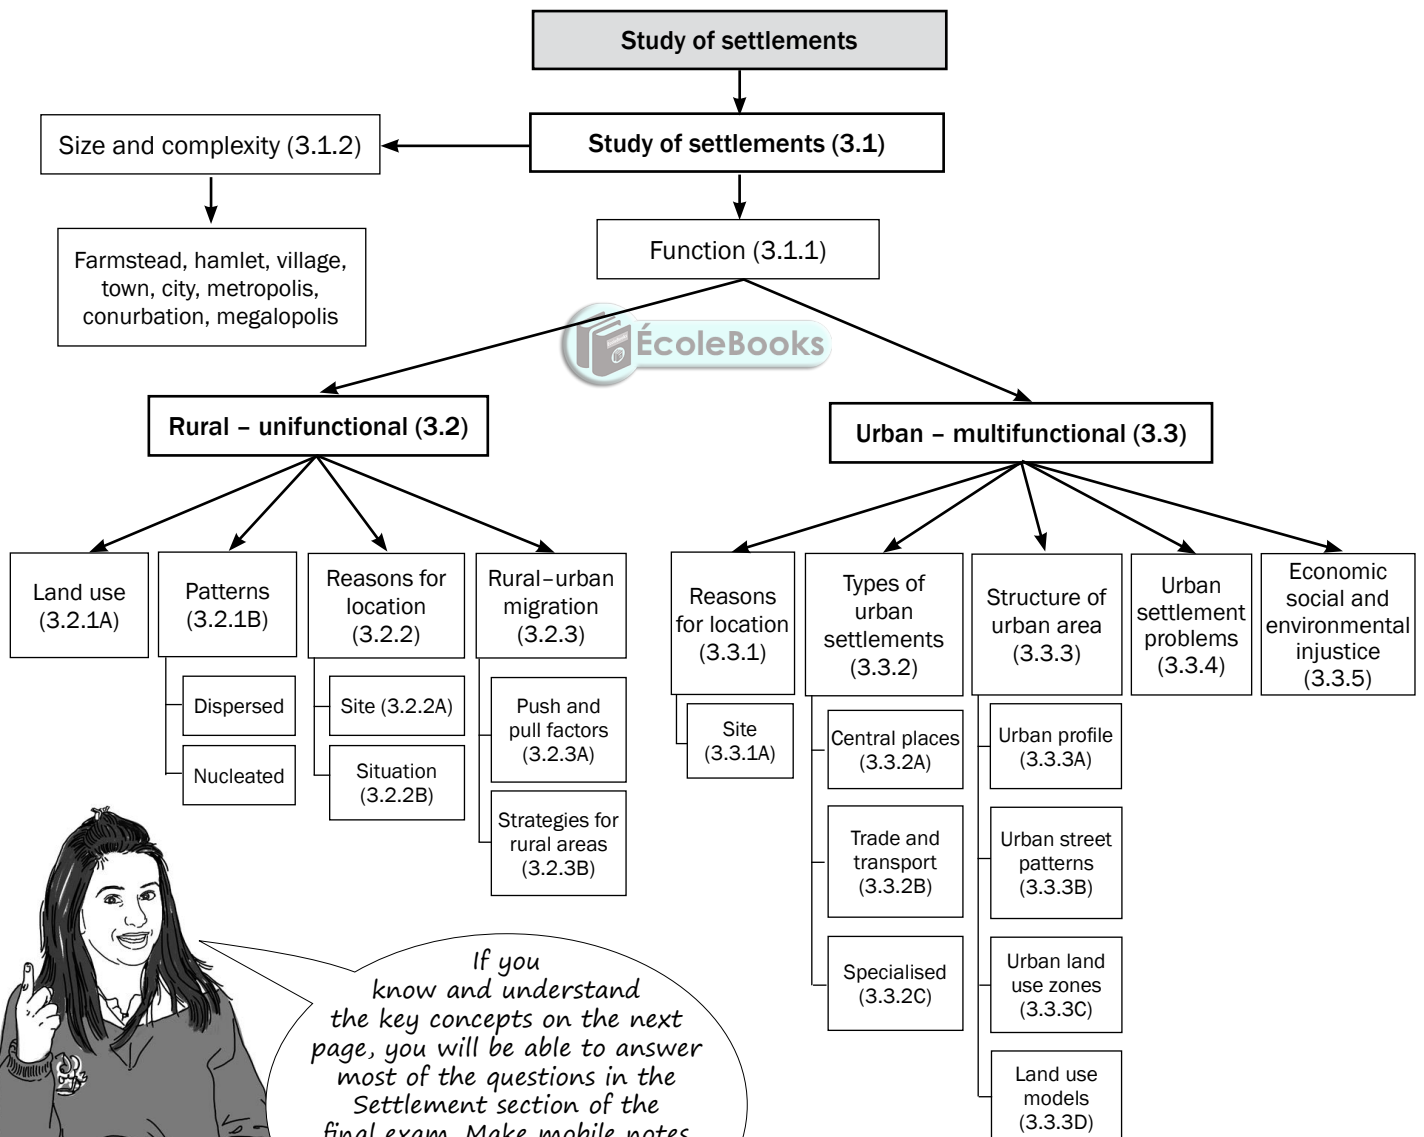 Study of settlements
Study of settlements (3.1)
Size and complexity (3.1.2)
Farmstead, hamlet, village,
town, city, metropolis,
conurbation, megalopolis
Function (3.1.1)
ÉcoleBooks
Rural – unifunctional (3.2)
Urban – multifunctional (3.3)
Land use
(3.2.1A)
Patterns
(3.2.1B)
Dispersed
Nucleated
Reasons for
location
(3.2.2)
Site (3.2.2A)
Situation
(3.2.2B)
Rural–urban
migration
(3.2.3)
Push and
pull factors
(3.2.3A)
Strategies for
rural areas
(3.2.3B)
Reasons
for location
(3.3.1)
Site
(3.3.1A)
Types of
urban
settlements
(3.3.2)
Central places
(3.3.2A)
Trade and
transport
(3.3.2B)
Specialised
(3.3.2C)
Structure of
urban area
(3.3.3)
Urban profile
(3.3.3A)
Urban street
patterns
(3.3.3B)
Urban land
use zones
(3.3.3C)
Land use
models
(3.3.3D)
Urban
settlement
problems
(3.3.4)
Economic
social and
environmental
injustice
(3.3.5)
If you
know and understand
the key concepts on the next
page, you will be able to answer
most of the questions in the
Settlement section of the
final exam. Make mobile notes